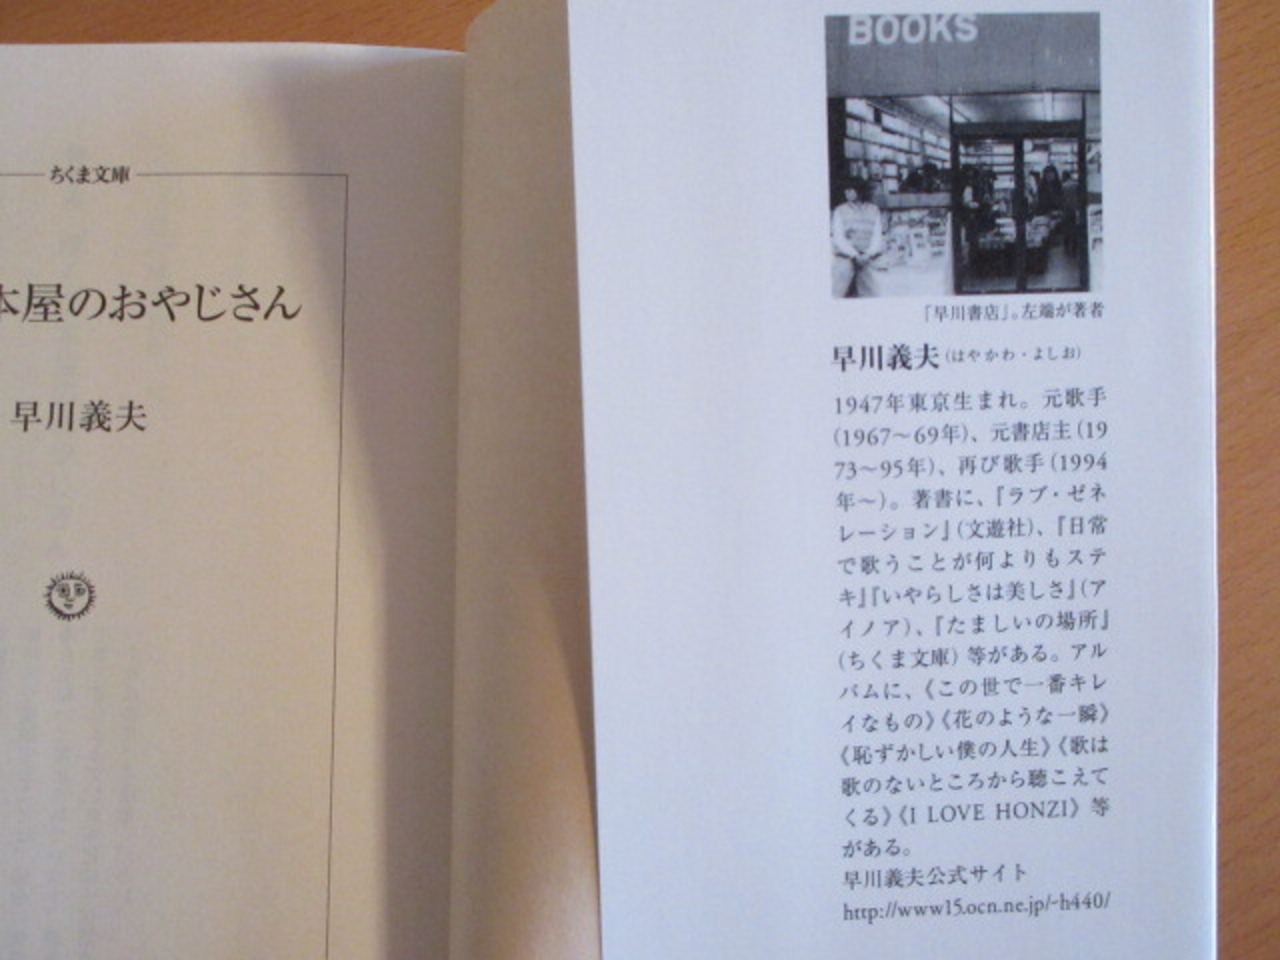 ちくま文庫
本屋のおやじさん
早川義夫
BOOKS
『早川書店』。左端が著者
早川義夫(はやかわ・よしお)
1947年東京生まれ。元歌手
(1967〜69年)、元書店主(19
73〜95年)、再び歌手(1994
年〜)。著書に、『ラブ・ゼネ
レーション』(文遊社)、『日常
で歌うことが何よりもステ
キ』『いやらしさは美しさ』(ア
イノア)、『たましいの場所』
(ちくま文庫)等がある。アル
バムに、《この世で一番キレ
イなもの》《花のような一瞬》
《恥ずかしい僕の人生》《歌は
歌のないところから聴こえて
くる》《I LOVE HONZI》等
がある。
早川義夫公式サイト
http://www15.ocn.ne.jp/~h440/